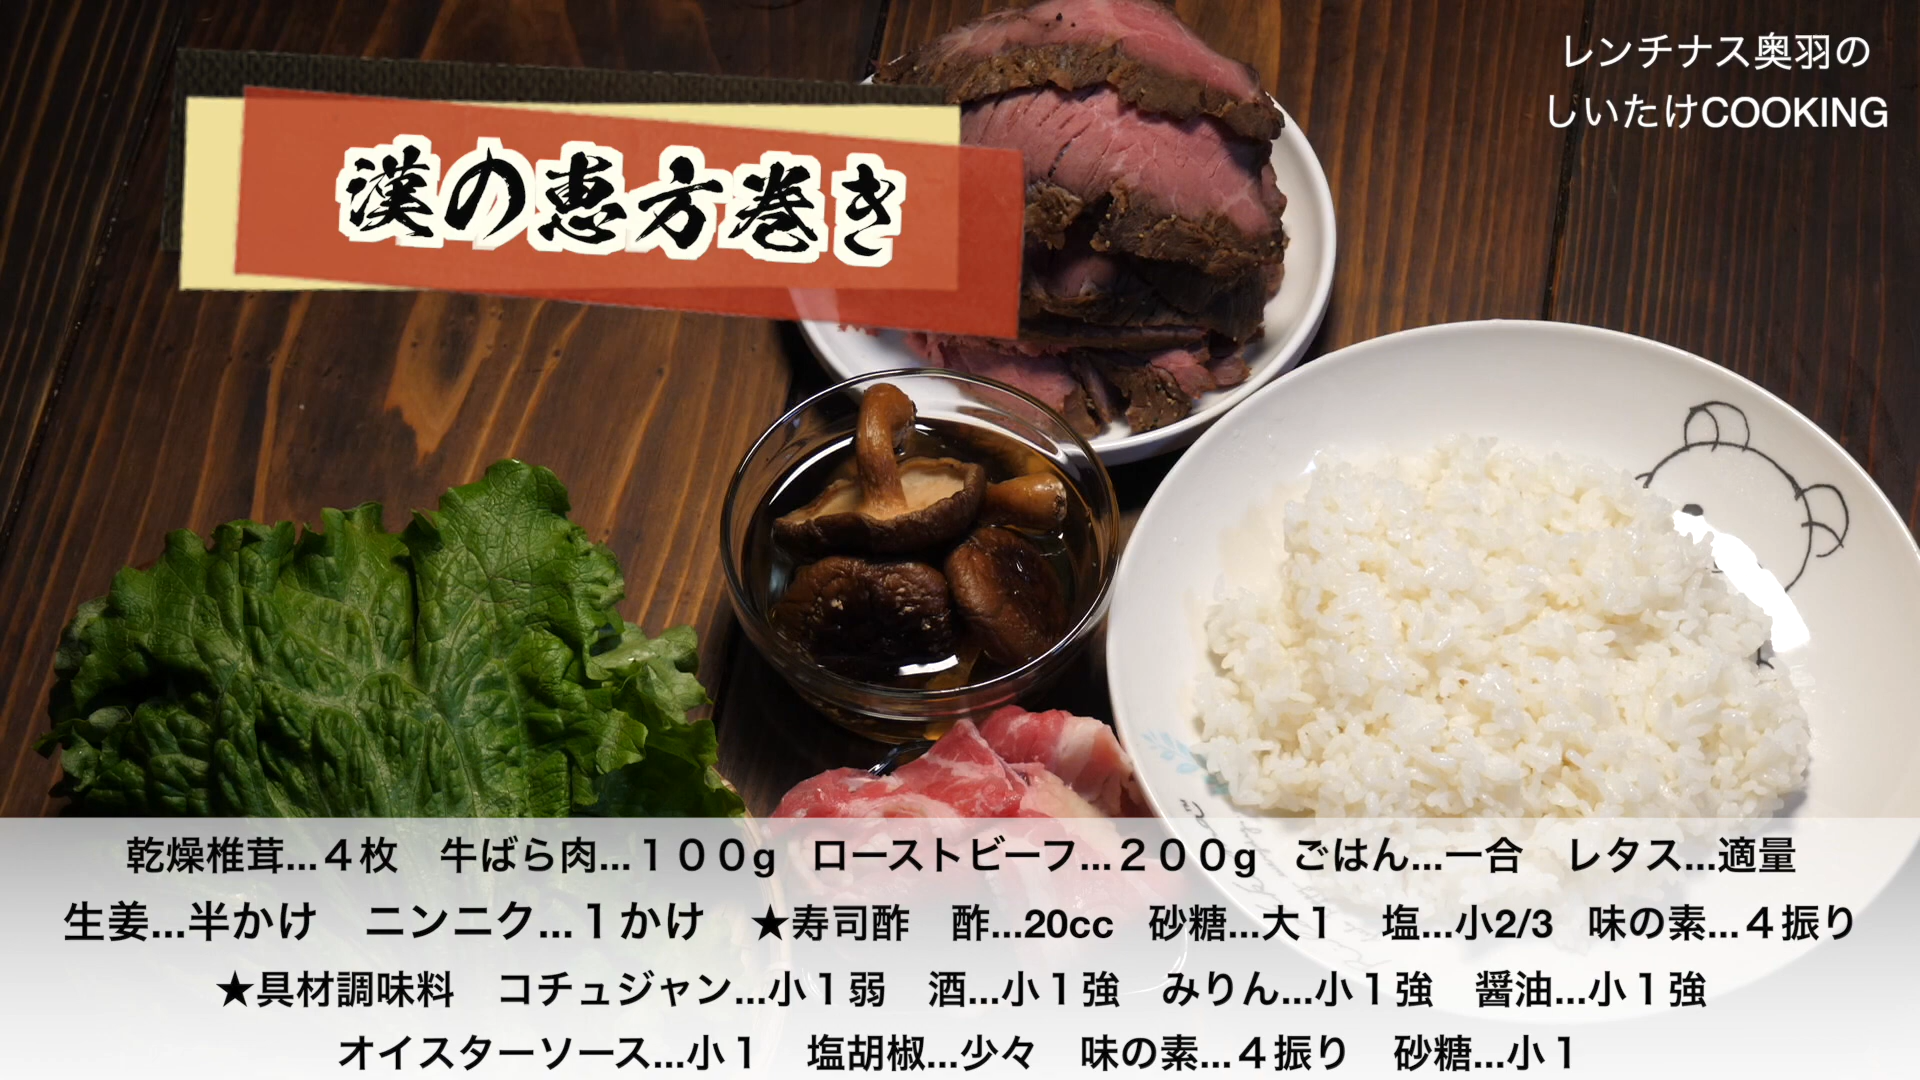 レンチナス奥羽の
しいたけCOOKING
漢の恵方巻き
乾燥椎茸...４枚　牛ばら肉...１００g　ローストビーフ...２００g　ごはん...一合　レタス...適量
生姜...半かけ　ニンニク...１かけ　★寿司酢　酢...20cc　砂糖...大１　塩...小2/3　味の素...４振り
★具材調味料　コチュジャン...小１弱　酒...小１強　みりん...小１強　醤油...小１強
オイスターソース...小１　塩胡椒...少々　味の素...４振り　砂糖...小１